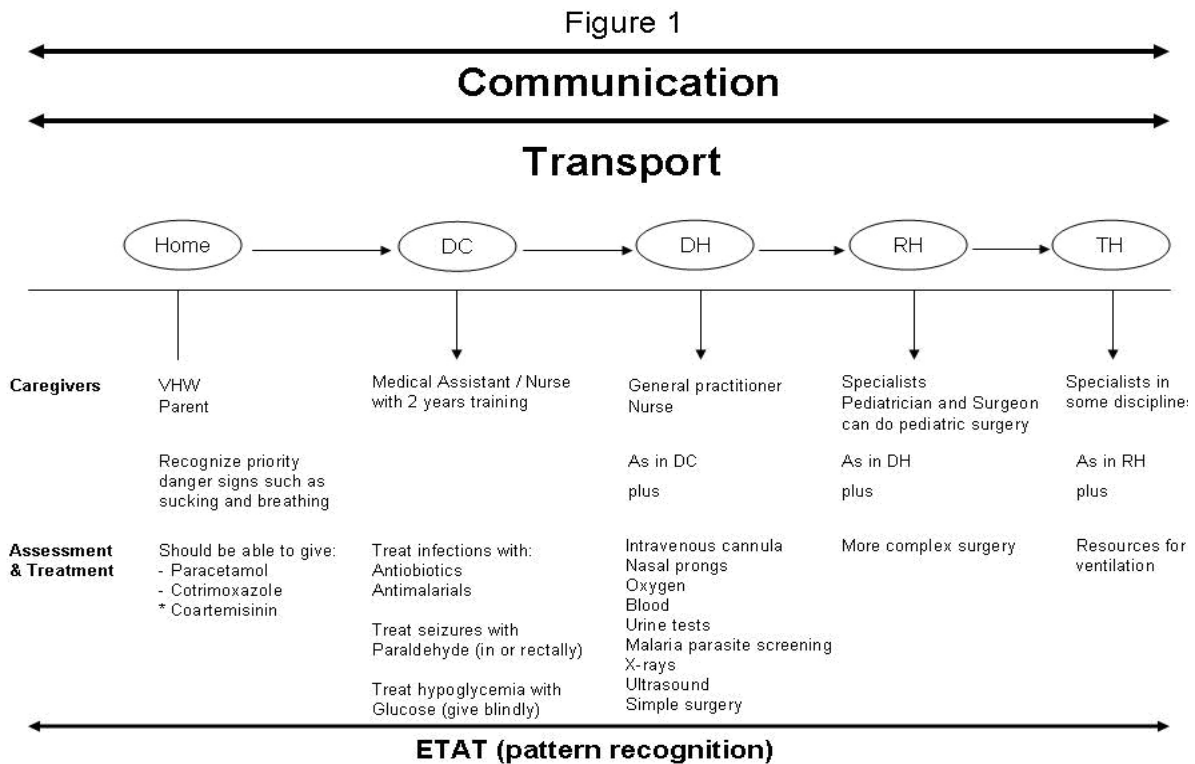 Figure 1
Communication
Transport
Home
DC
DH
RH
TH
Caregivers
VHW
Parent
Medical Assistant / Nurse
with 2 years training
General practitioner
Nurse
Specialists
Pediatrician and Surgeon
can do pediatric surgery
Specialists in
some disciplines
Recognize priority
danger signs such as
sucking and breathing
As in DC
plus
As in DH
plus
As in RH
plus
Assessment
& Treatment
Should be able to give:
- Paracetamol
- Cotrimoxazole
* Coartemisinin
Treat infections with:
Antiobiotics
Antimalarials
Treat seizures with
Paraldehyde (in or rectally)
Treat hypoglycemia with
Glucose (give blindly)
Intravenous cannula
Nasal prongs
Oxygen
Blood
Urine tests
Malaria parasite screening
X-rays
Ultrasound
Simple surgery
More complex surgery
Resources for
ventilation
ETAT (pattern recognition)